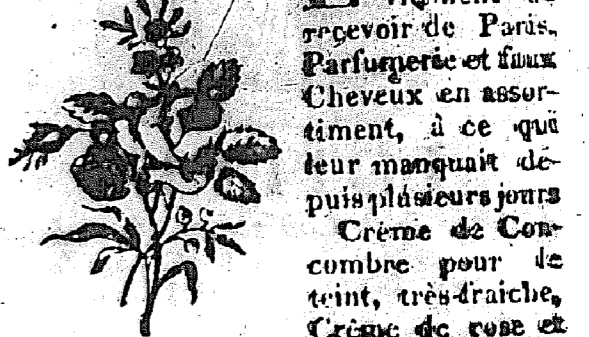 recevoir de Paris,
Parfumerie et faux
Cheveux en assor-
timent, à ce qui
leur manquait de-
puis plusieurs jours
Crème de Con-
combre pour le
teint, très-fraiche,
Crême de rose et